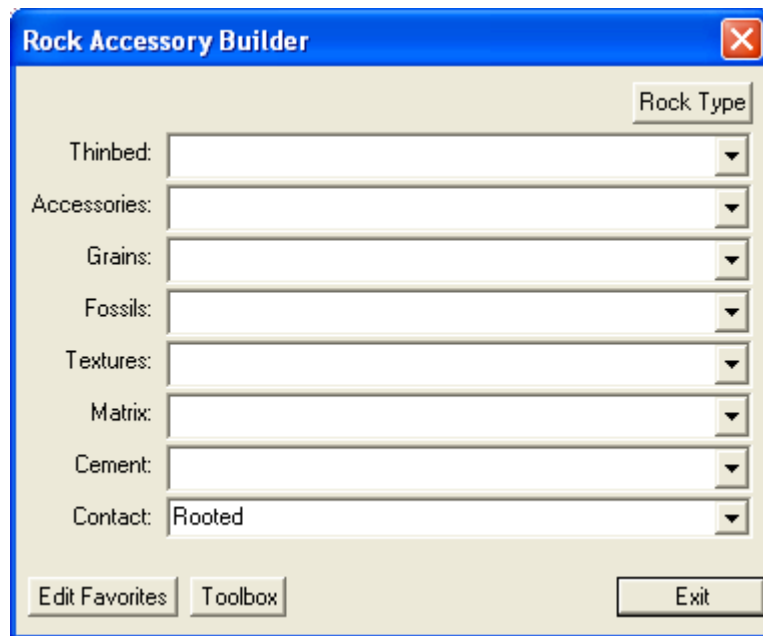 Rock Accessory Builder
Rock Type
Thinbed:
Accessories:
Grains:
Fossils:
Textures:
Matrix:
Cement:
Contact: Rooted
Edit Favorites Toolbox Exit